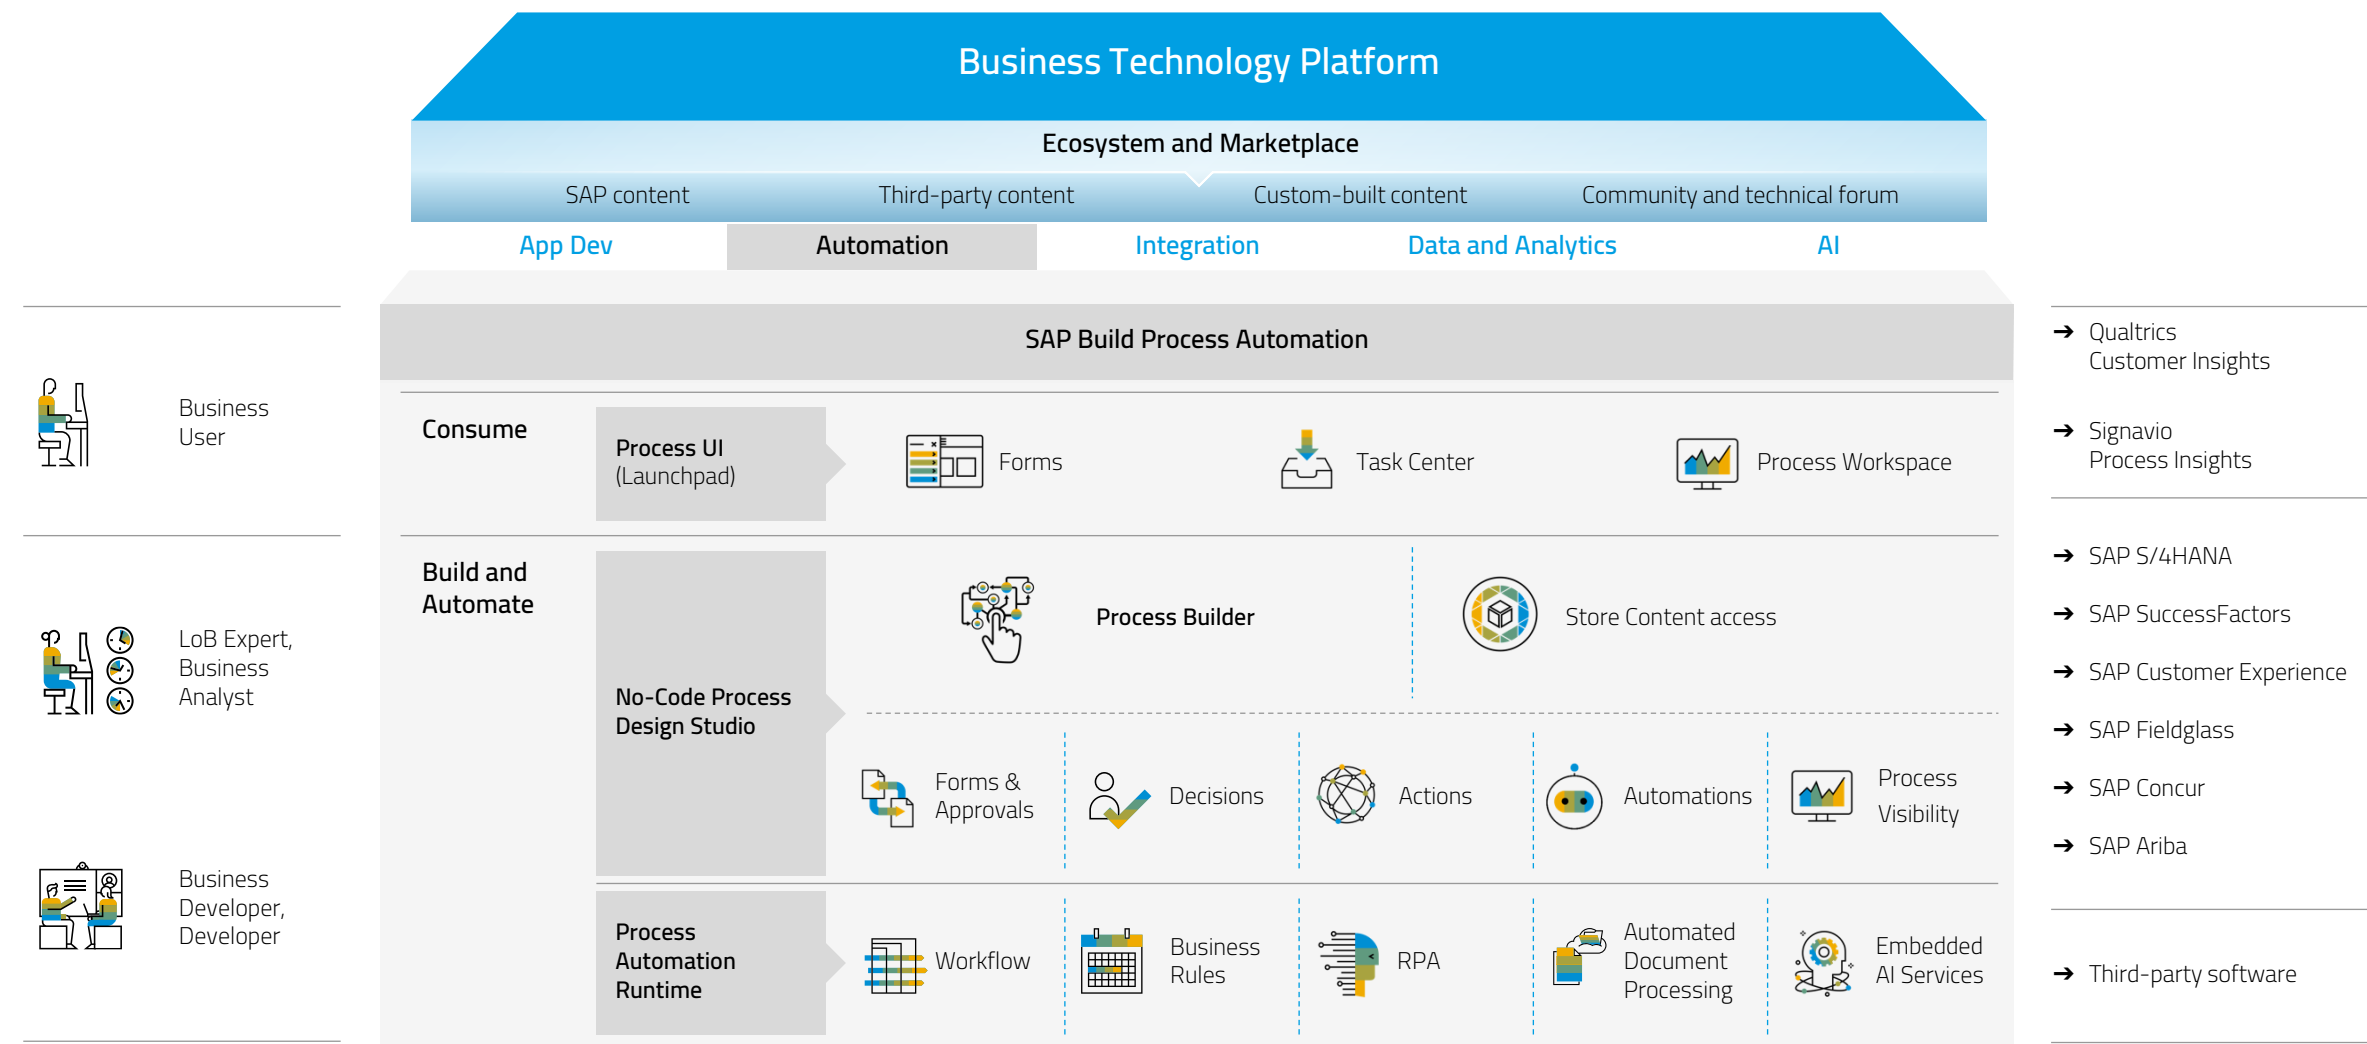 Business Technology Platform
Ecosystem and Marketplace
SAP content
Third-party content
Custom-built content
Community and technical forum
App Dev
Automation
Integration
Data and Analytics
AI
SAP Build Process Automation
Business
User
LoB Expert,
Business
Analyst
Business
Developer,
Developer
Consume
Process UI
(Launchpad)
Forms
Task Center
Process Workspace
Build and
Automate
No-Code Process
Design Studio
Process Builder
Store Content access
Forms &
Approvals
Decisions
Actions
Automations
Process
Visibility
Process
Automation
Runtime
Workflow
Business
Rules
RPA
Automated
Document
Processing
Embedded
AI Services
➔ Qualtrics
Customer Insights
➔ Signavio
Process Insights
➔ SAP S/4HANA
➔ SAP SuccessFactors
➔ SAP Customer Experience
➔ SAP Fieldglass
➔ SAP Concur
➔ SAP Ariba
➔ Third-party software